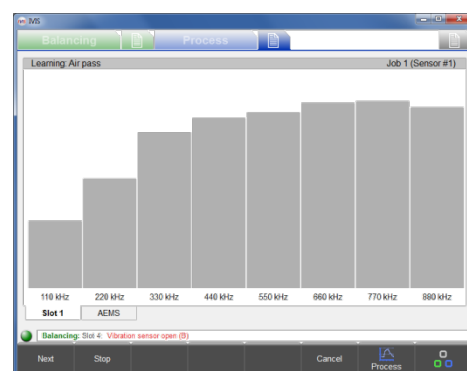 IVIS
Balancing Process
Learning: Air pass Job 1 (Sensor #1)
110 kHz 220 kHz 330 kHz 440 kHz 550 kHz 660 kHz 770 kHz 880 kHz
Slot 1 AEMS
Balancing: Slot 4: Vibration sensor open (B)
Next Stop Cancel Process